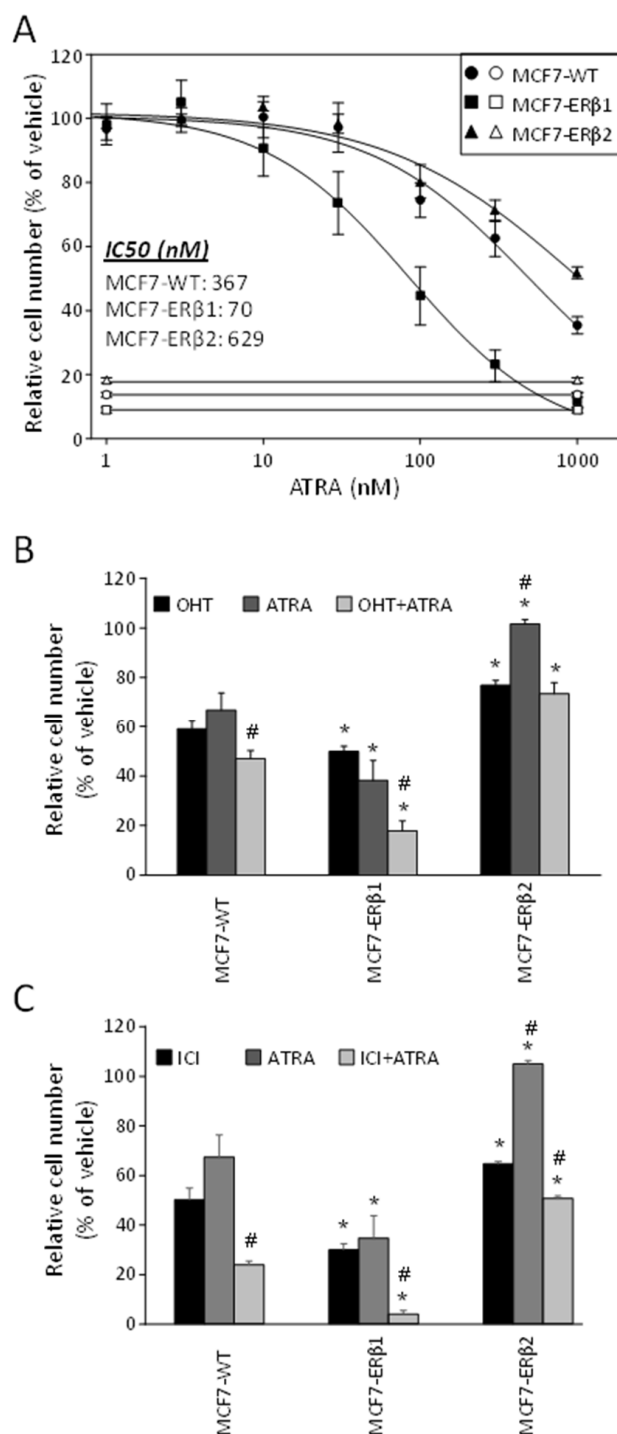 A
Relative cell number (% of vehicle)
120
100
80
60
40
20
0
MCF7-WT
MCF7-ERβ1
MCF7-ERβ2
IC50 (nM)
MCF7-WT: 367
MCF7-ERβ1: 70
MCF7-ERβ2: 629
1
10
100
1000
ATRA (nM)
B
Relative cell number
(% of vehicle)
120
100
80
60
40
20
0
OHT
ATRA
OHT+ATRA
#
*
*
#
*
*
#
*
*
MCF7-WT
MCF7-ERβ1
MCF7-ERβ2
C
Relative cell number
(% of vehicle)
120
100
80
60
40
20
0
ICI
ATRA
ICI+ATRA
#
*
*
#
*
*
#
*
#
*
MCF7-WT
MCF7-ERβ1
MCF7-ERβ2